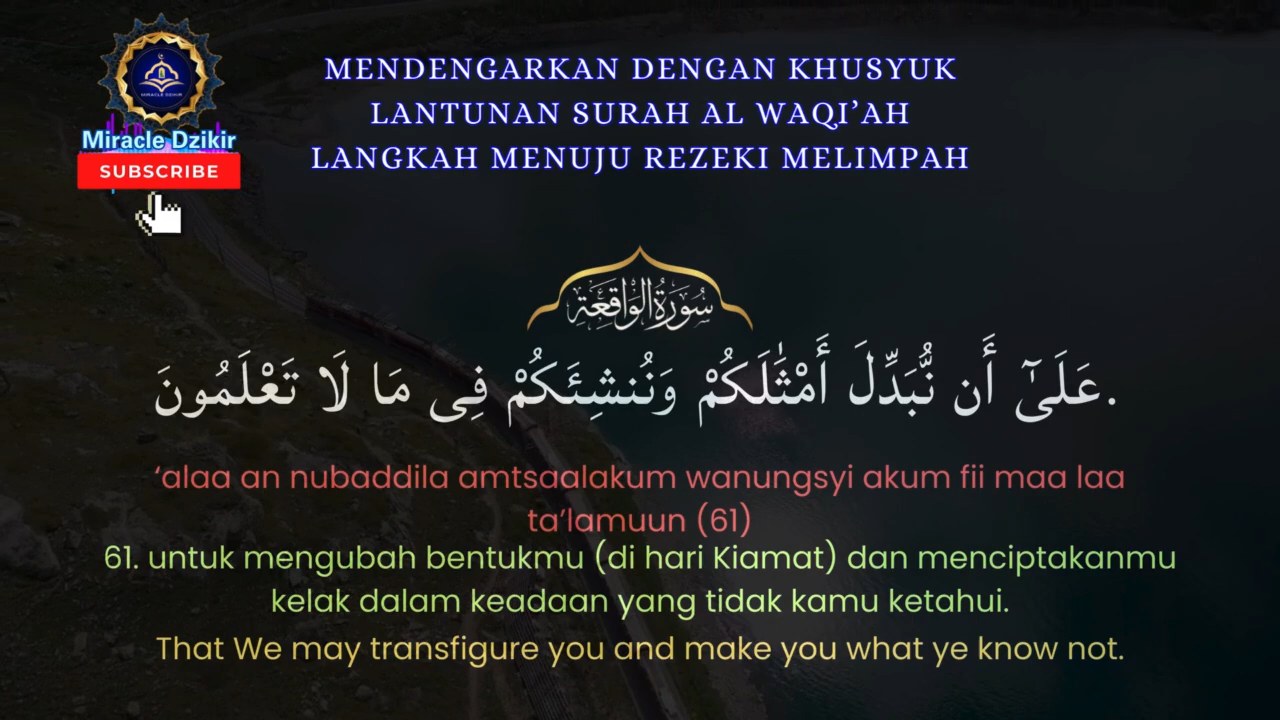 MIRACLE DZIKIR
Miracle Dzikir
SUBSCRIBE
MENDENGARKAN DENGAN KHUSYUK
LANTUNAN SURAH AL WAQI’AH
LANGKAH MENUJU REZEKI MELIMPAH
سُورَةُ الْوَاقِعَةِ
عَلَىٰٓ أَن نُّبَدِّلَ أَمْثَٰلَكُمْ وَنُنشِئَكُمْ فِى مَا لَا تَعْلَمُونَ.
‘alaa an nubaddila amtsaalakum wanungsyi akum fii maa laa
ta’lamuun (61)
61. untuk mengubah bentukmu (di hari Kiamat) dan menciptakanmu
kelak dalam keadaan yang tidak kamu ketahui.
That We may transfigure you and make you what ye know not.